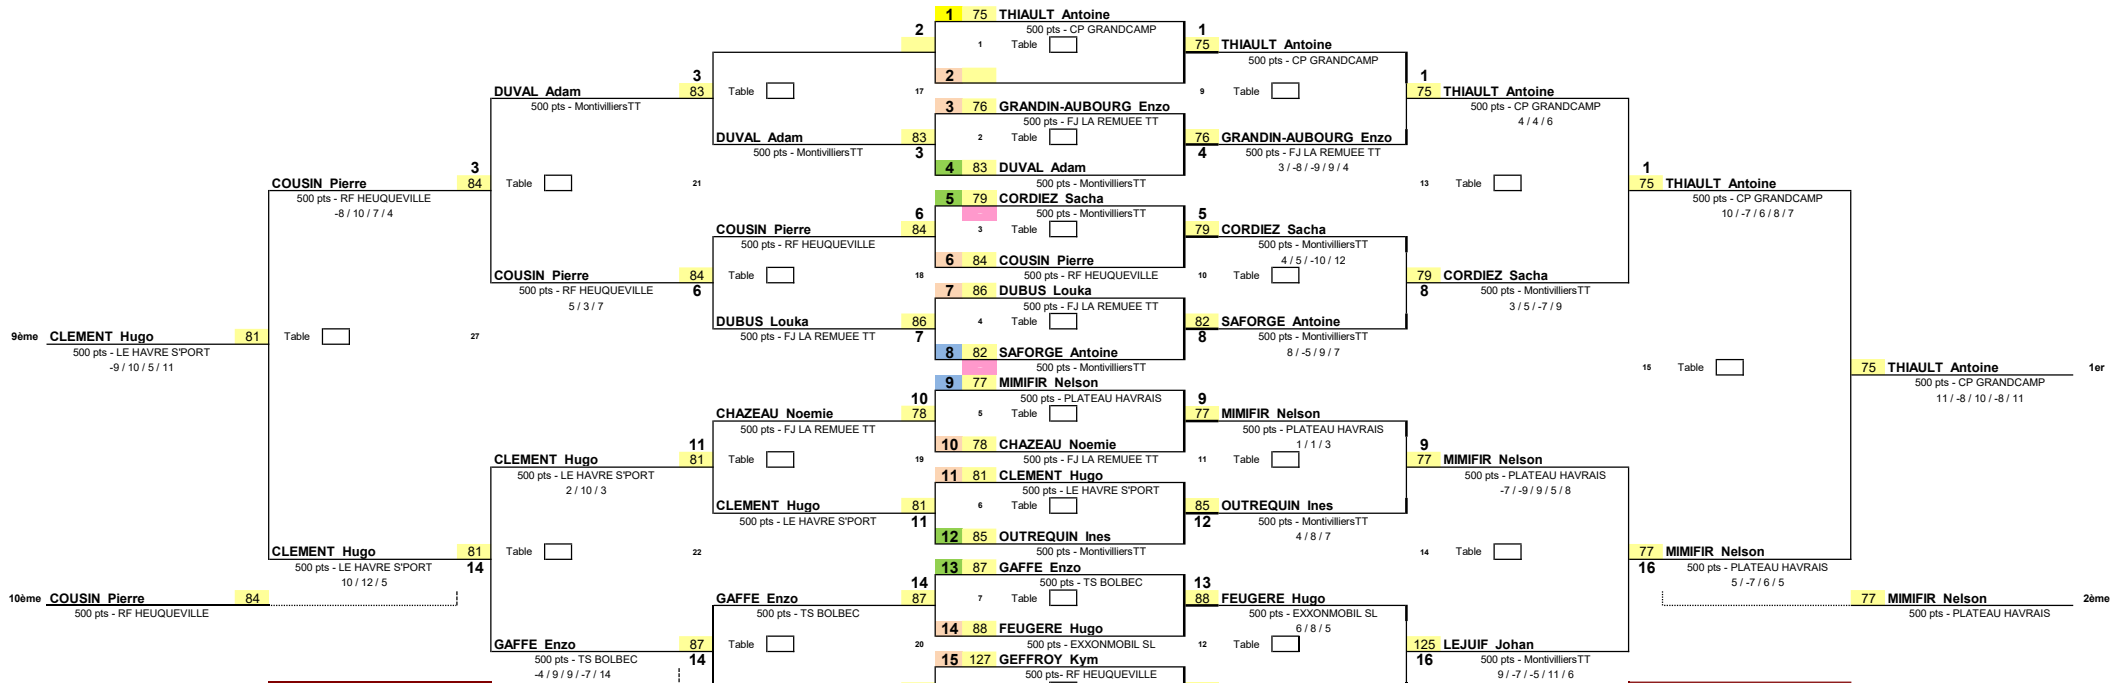 1 75 THIAULT Antoine
2 500 pts - CP GRANDCAMP 1
1 Table 75 THIAULT Antoine
500 pts - CP GRANDCAMP
3 2 1
DUVAL Adam 83 Table 17 9 Table 75 THIAULT Antoine
500 pts - MontivilliersTT 3 76 GRANDIN-AUBOURG Enzo 500 pts - CP GRANDCAMP
500 pts - FJ LA REMUEE TT 4 / 4 / 6
DUVAL Adam 83 2 Table 76 GRANDIN-AUBOURG Enzo
500 pts - MontivilliersTT 3 4 500 pts - FJ LA REMUEE TT
3 4 83 DUVAL Adam 3 / -8 / -9 / 9 / 4 1
COUSIN Pierre 84 Table 21 500 pts - MontivilliersTT 13 Table 75 THIAULT Antoine
500 pts - RF HEUQUEVILLE 5 79 CORDIEZ Sacha 500 pts - CP GRANDCAMP
-8 / 10 / 7 / 4 6 500 pts - MontivilliersTT 5 10 / -7 / 6 / 8 / 7
COUSIN Pierre 84 3 Table 79 CORDIEZ Sacha
500 pts - RF HEUQUEVILLE 500 pts - MontivilliersTT
6 84 COUSIN Pierre 4 / 5 / -10 / 12
COUSIN Pierre 84 Table 18 500 pts - RF HEUQUEVILLE 10 Table 79 CORDIEZ Sacha
500 pts - RF HEUQUEVILLE 6 7 86 DUBUS Louka 8 500 pts - MontivilliersTT
5 / 3 / 7 500 pts - FJ LA REMUEE TT 3 / 5 / -7 / 9
DUBUS Louka 86 4 Table 82 SAFORGE Antoine
9ème CLEMENT Hugo 81 Table 27 500 pts - FJ LA REMUEE TT 7 8 500 pts - MontivilliersTT
500 pts - LE HAVRE S'PORT 8 82 SAFORGE Antoine 8 / -5 / 9 / 7
-9 / 10 / 5 / 11 500 pts - MontivilliersTT 15 Table 75 THIAULT Antoine 1er
9 77 MIMIFIR Nelson 500 pts - CP GRANDCAMP
10 500 pts - PLATEAU HAVRAIS 9 11 / -8 / 10 / -8 / 11
CHAZEAU Noemie 78 5 Table 77 MIMIFIR Nelson
500 pts - FJ LA REMUEE TT 500 pts - PLATEAU HAVRAIS
11 10 78 CHAZEAU Noemie 1 / 1 / 3 9
CLEMENT Hugo 81 Table 19 500 pts - FJ LA REMUEE TT 11 Table 77 MIMIFIR Nelson
500 pts - LE HAVRE S'PORT 11 81 CLEMENT Hugo 500 pts - PLATEAU HAVRAIS
2 / 10 / 3 500 pts - LE HAVRE S'PORT -7 / -9 / 9 / 5 / 8
CLEMENT Hugo 81 6 Table 85 OUTREQUIN Ines
500 pts - LE HAVRE S'PORT 11 12 500 pts - MontivilliersTT
12 85 OUTREQUIN Ines 4 / 8 / 7
CLEMENT Hugo 81 Table 22 500 pts - MontivilliersTT 14 Table 77 MIMIFIR Nelson
500 pts - LE HAVRE S'PORT 14 13 87 GAFFE Enzo 16 500 pts - PLATEAU HAVRAIS
10 / 12 / 5 14 500 pts - TS BOLBEC 13 5 / -7 / 6 / 5
10ème COUSIN Pierre 84 GAFFE Enzo 87 7 Table 88 FEUGERE Hugo 77 MIMIFIR Nelson 2ème
500 pts - RF HEUQUEVILLE 500 pts - TS BOLBEC 500 pts - EXXONMOBIL SL 500 pts - PLATEAU HAVRAIS
14 88 FEUGERE Hugo 6 / 8 / 5
GAFFE Enzo 87 Table 20 500 pts - EXXONMOBIL SL 12 Table 125 LEJUIF Johan
500 pts - TS BOLBEC 14 15 127 GEFFROY Kym 16 500 pts - MontivilliersTT
-4 / 9 / 9 / -7 / 14 500 pts- RF HEUQUEVILLE 9 / -7 / -5 / 11 / 6